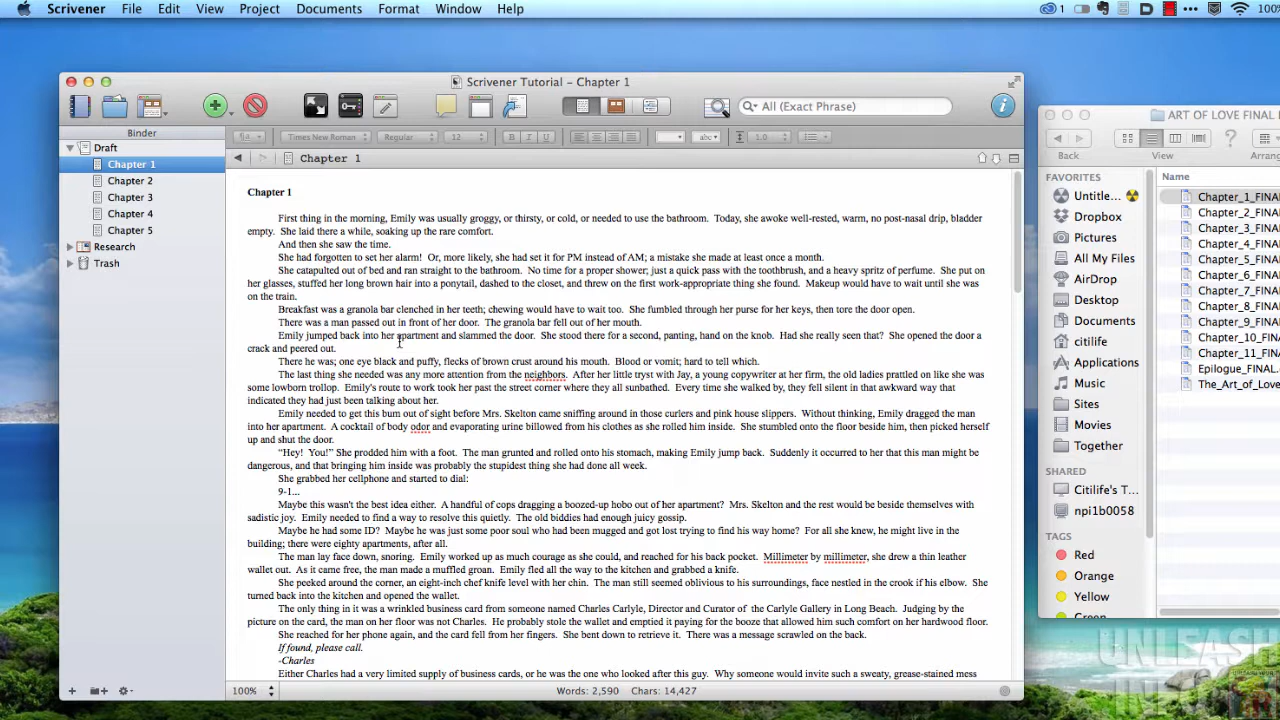 Scrivener File Edit View Project Documents Format Window Help
1 100%
Scrivener Tutorial – Chapter 1
All (Exact Phrase)
Binder
Times New Roman Regular 12 B I U abc 1.0
Draft
Chapter 1
Chapter 2
Chapter 3
Chapter 4
Chapter 5
Research
Trash
Chapter 1
Chapter 1
First thing in the morning, Emily was usually groggy, or thirsty, or cold, or needed to use the bathroom. Today, she awoke well-rested, warm, no post-nasal drip, bladder
empty. She laid there a while, soaking up the rare comfort.
And then she saw the time.
She had forgotten to set her alarm! Or, more likely, she had set it for PM instead of AM; a mistake she made at least once a month.
She catapulted out of bed and ran straight to the bathroom. No time for a proper shower; just a quick pass with the toothbrush, and a heavy spritz of perfume. She put on
her glasses, stuffed her long brown hair into a ponytail, dashed to the closet, and threw on the first work-appropriate thing she found. Makeup would have to wait until she was
on the train.
Breakfast was a granola bar clenched in her teeth; chewing would have to wait too. She fumbled through her purse for her keys, then tore the door open.
There was a man passed out in front of her door. The granola bar fell out of her mouth.
Emily jumped back into her apartment and slammed the door. She stood there for a second, panting, hand on the knob. Had she really seen that? She opened the door a
crack and peered out.
There he was; one eye black and puffy, flecks of brown crust around his mouth. Blood or vomit; hard to tell which.
The last thing she needed was any more attention from the neighbors. After her little tryst with Jay, a young copywriter at her firm, the old ladies prattled on like she was
some lowborn trollop. Emily's route to work took her past the street corner where they all sunbathed. Every time she walked by, they fell silent in that awkward way that
indicated they had just been talking about her.
Emily needed to get this bum out of sight before Mrs. Skelton came sniffing around in those curlers and pink house slippers. Without thinking, Emily dragged the man
into her apartment. A cocktail of body odor and evaporating urine billowed from his clothes as she rolled him inside. She stumbled onto the floor beside him, then picked herself
up and shut the door.
“Hey! You!” She prodded him with a foot. The man grunted and rolled onto his stomach, making Emily jump back. Suddenly it occurred to her that this man might be
dangerous, and that bringing him inside was probably the stupidest thing she had done all week.
She grabbed her cellphone and started to dial:
9-1...
Maybe this wasn't the best idea either. A handful of cops dragging a boozed-up hobo out of her apartment? Mrs. Skelton and the rest would be beside themselves with
sadistic joy. Emily needed to find a way to resolve this quietly. The old biddies had enough juicy gossip.
Maybe he had some ID? Maybe he was just some poor soul who had been mugged and got lost trying to find his way home? For all she knew, he might live in the
building; there were eighty apartments, after all.
The man lay face down, snoring. Emily worked up as much courage as she could, and reached for his back pocket. Millimeter by millimeter, she drew a thin leather
wallet out. As it came free, the man made a muffled groan. Emily fled all the way to the kitchen and grabbed a knife.
She peeked around the corner, an eight-inch chef knife level with her chin. The man still seemed oblivious to his surroundings, face nestled in the crook if his elbow. She
turned back into the kitchen and opened the wallet.
The only thing in it was a wrinkled business card from someone named Charles Carlyle, Director and Curator of the Carlyle Gallery in Long Beach. Judging by the
picture on the card, the man on her floor was not Charles. He probably stole the wallet and emptied it paying for the booze that allowed him such comfort on her hardwood floor.
She reached for her phone again, and the card fell from her fingers. She bent down to retrieve it. There was a message scrawled on the back.
If found, please call.
-Charles
Either Charles had a very limited supply of business cards, or he was the one who looked after this guy. Why someone would invite such a sweaty, grease-stained mess
100% Words: 2,590 Chars: 14,427
ART OF LOVE FINAL
Back View Arrang
FAVORITES
Untitle...
Dropbox
Pictures
All My Files
AirDrop
Desktop
Documents
citilife
Applications
Music
Sites
Movies
Together
SHARED
Citilife's T...
npi1b0058
TAGS
Red
Orange
Yellow
Green
Name
Chapter_1_FINAL
Chapter_2_FINAL
Chapter_3_FINAL
Chapter_4_FINAL
Chapter_5_FINAL
Chapter_6_FINAL
Chapter_7_FINAL
Chapter_8_FINAL
Chapter_9_FINAL
Chapter_10_FINAL
Chapter_11_FINAL
Epilogue_FINAL.
The_Art_of_Love
UNLEASH